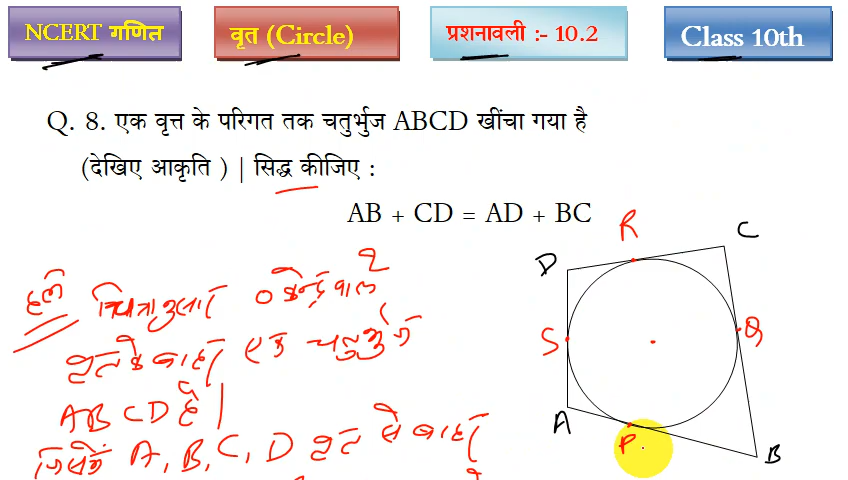 NCERT गणित
वृत्त (Circle)
प्रशनावली :- 10.2
Class 10th
Q. 8. एक वृत्त के परिगत तक चतुर्भुज ABCD खींचा गया है
(देखिए आकृति ) | सिद्ध कीजिए :
AB + CD = AD + BC
हल चित्रानुसार O केन्द्र वाले
वृत के बाहर एक चतुर्भुज
ABCD है|
जिसमें A, B, C, D वृत से बाहर
R
C
D
S
Q
A
P
B